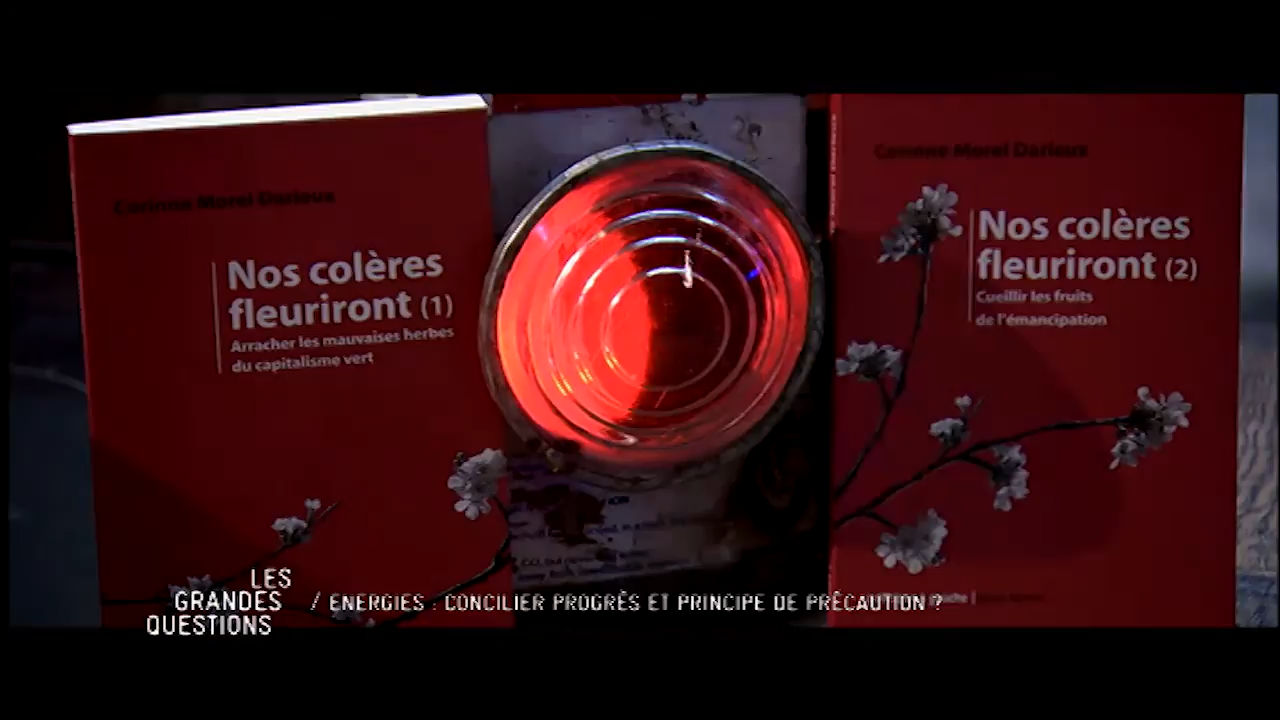 Corinne Morel Darleux
Nos colères
fleuriront (1)
Arracher les mauvaises herbes
du capitalisme vert
Corinne Morel Darleux
Nos colères
fleuriront (2)
Cueillir les fruits
de l'émancipation
LES
GRANDES
QUESTIONS
/ ENERGIES : CONCILIER PROGRÈS ET PRINCIPE DE PRÉCAUTION ?